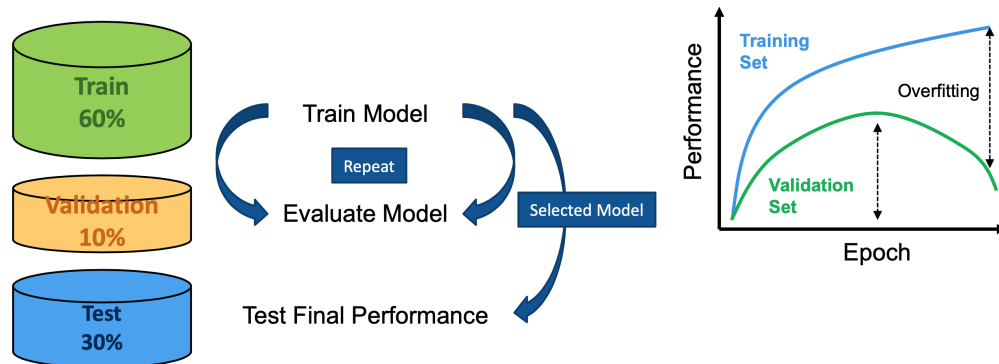 Train
60%
Validation
10%
Test
30%
Train Model
Repeat
Evaluate Model
Selected Model
Test Final Performance
Performance
Training
Set
Overfitting
Validation
Set
Epoch